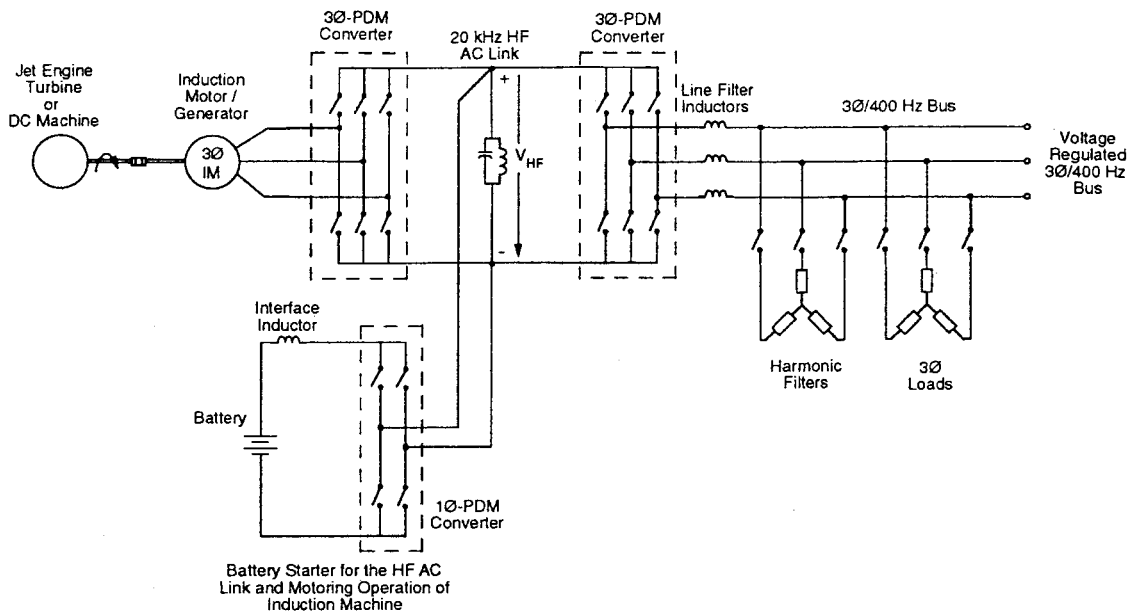 3Ø-PDM
Converter
20 kHz HF
AC Link
3Ø-PDM
Converter
Jet Engine
Turbine
or
DC Machine
Induction
Motor /
Generator
3Ø
IM
+
V HF
-
Line Filter
Inductors
3Ø/400 Hz Bus
Voltage
Regulated
3Ø/400 Hz
Bus
Harmonic
Filters
3Ø
Loads
Interface
Inductor
Battery
1Ø-PDM
Converter
Battery Starter for the HF AC
Link and Motoring Operation of
Induction Machine